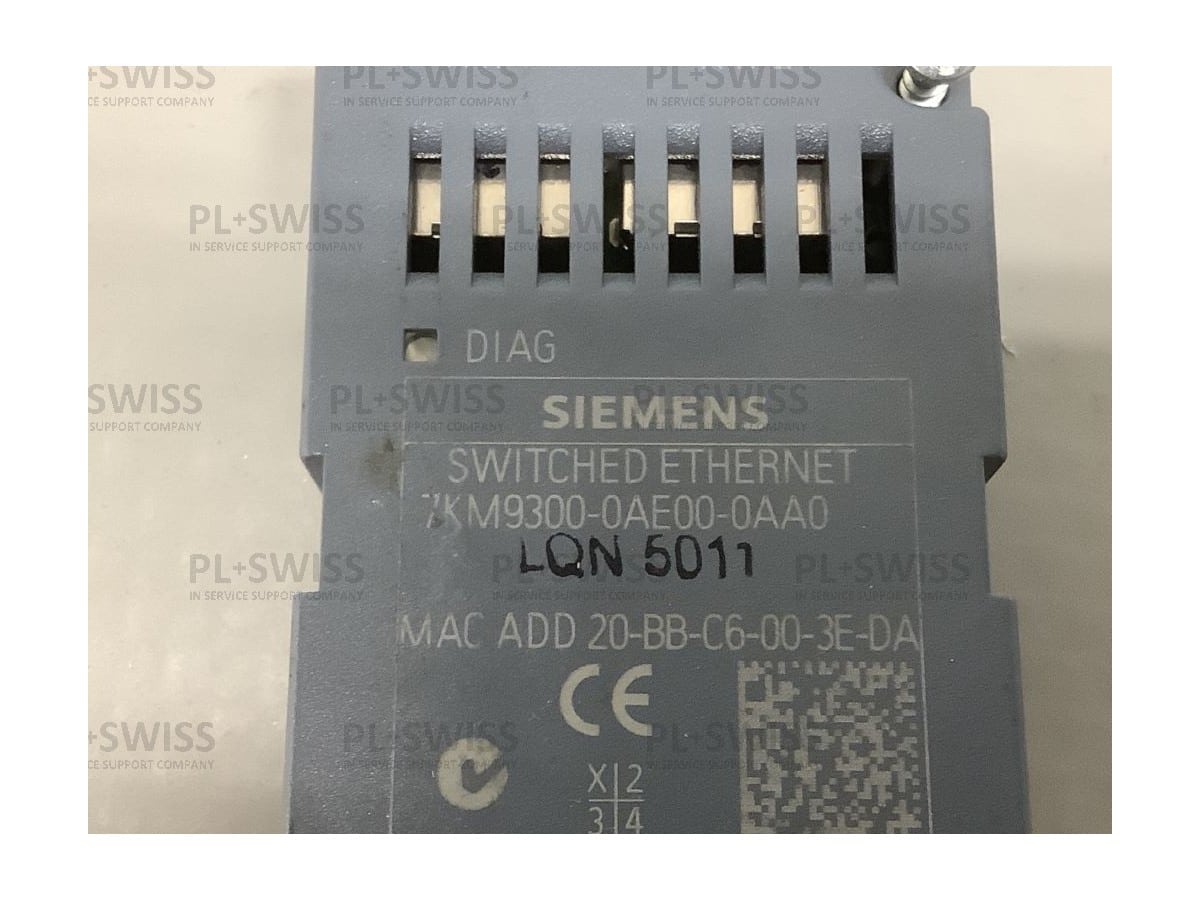 PL+SWISS
IN SERVICE SUPPORT COMPANY
DIAG
SIEMENS
SWITCHED ETHERNET
7KM9300-0AE00-0AA0
LQN 5011
MAC ADD 20-BB-C6-00-3E-DA
CE
X 2
3 4